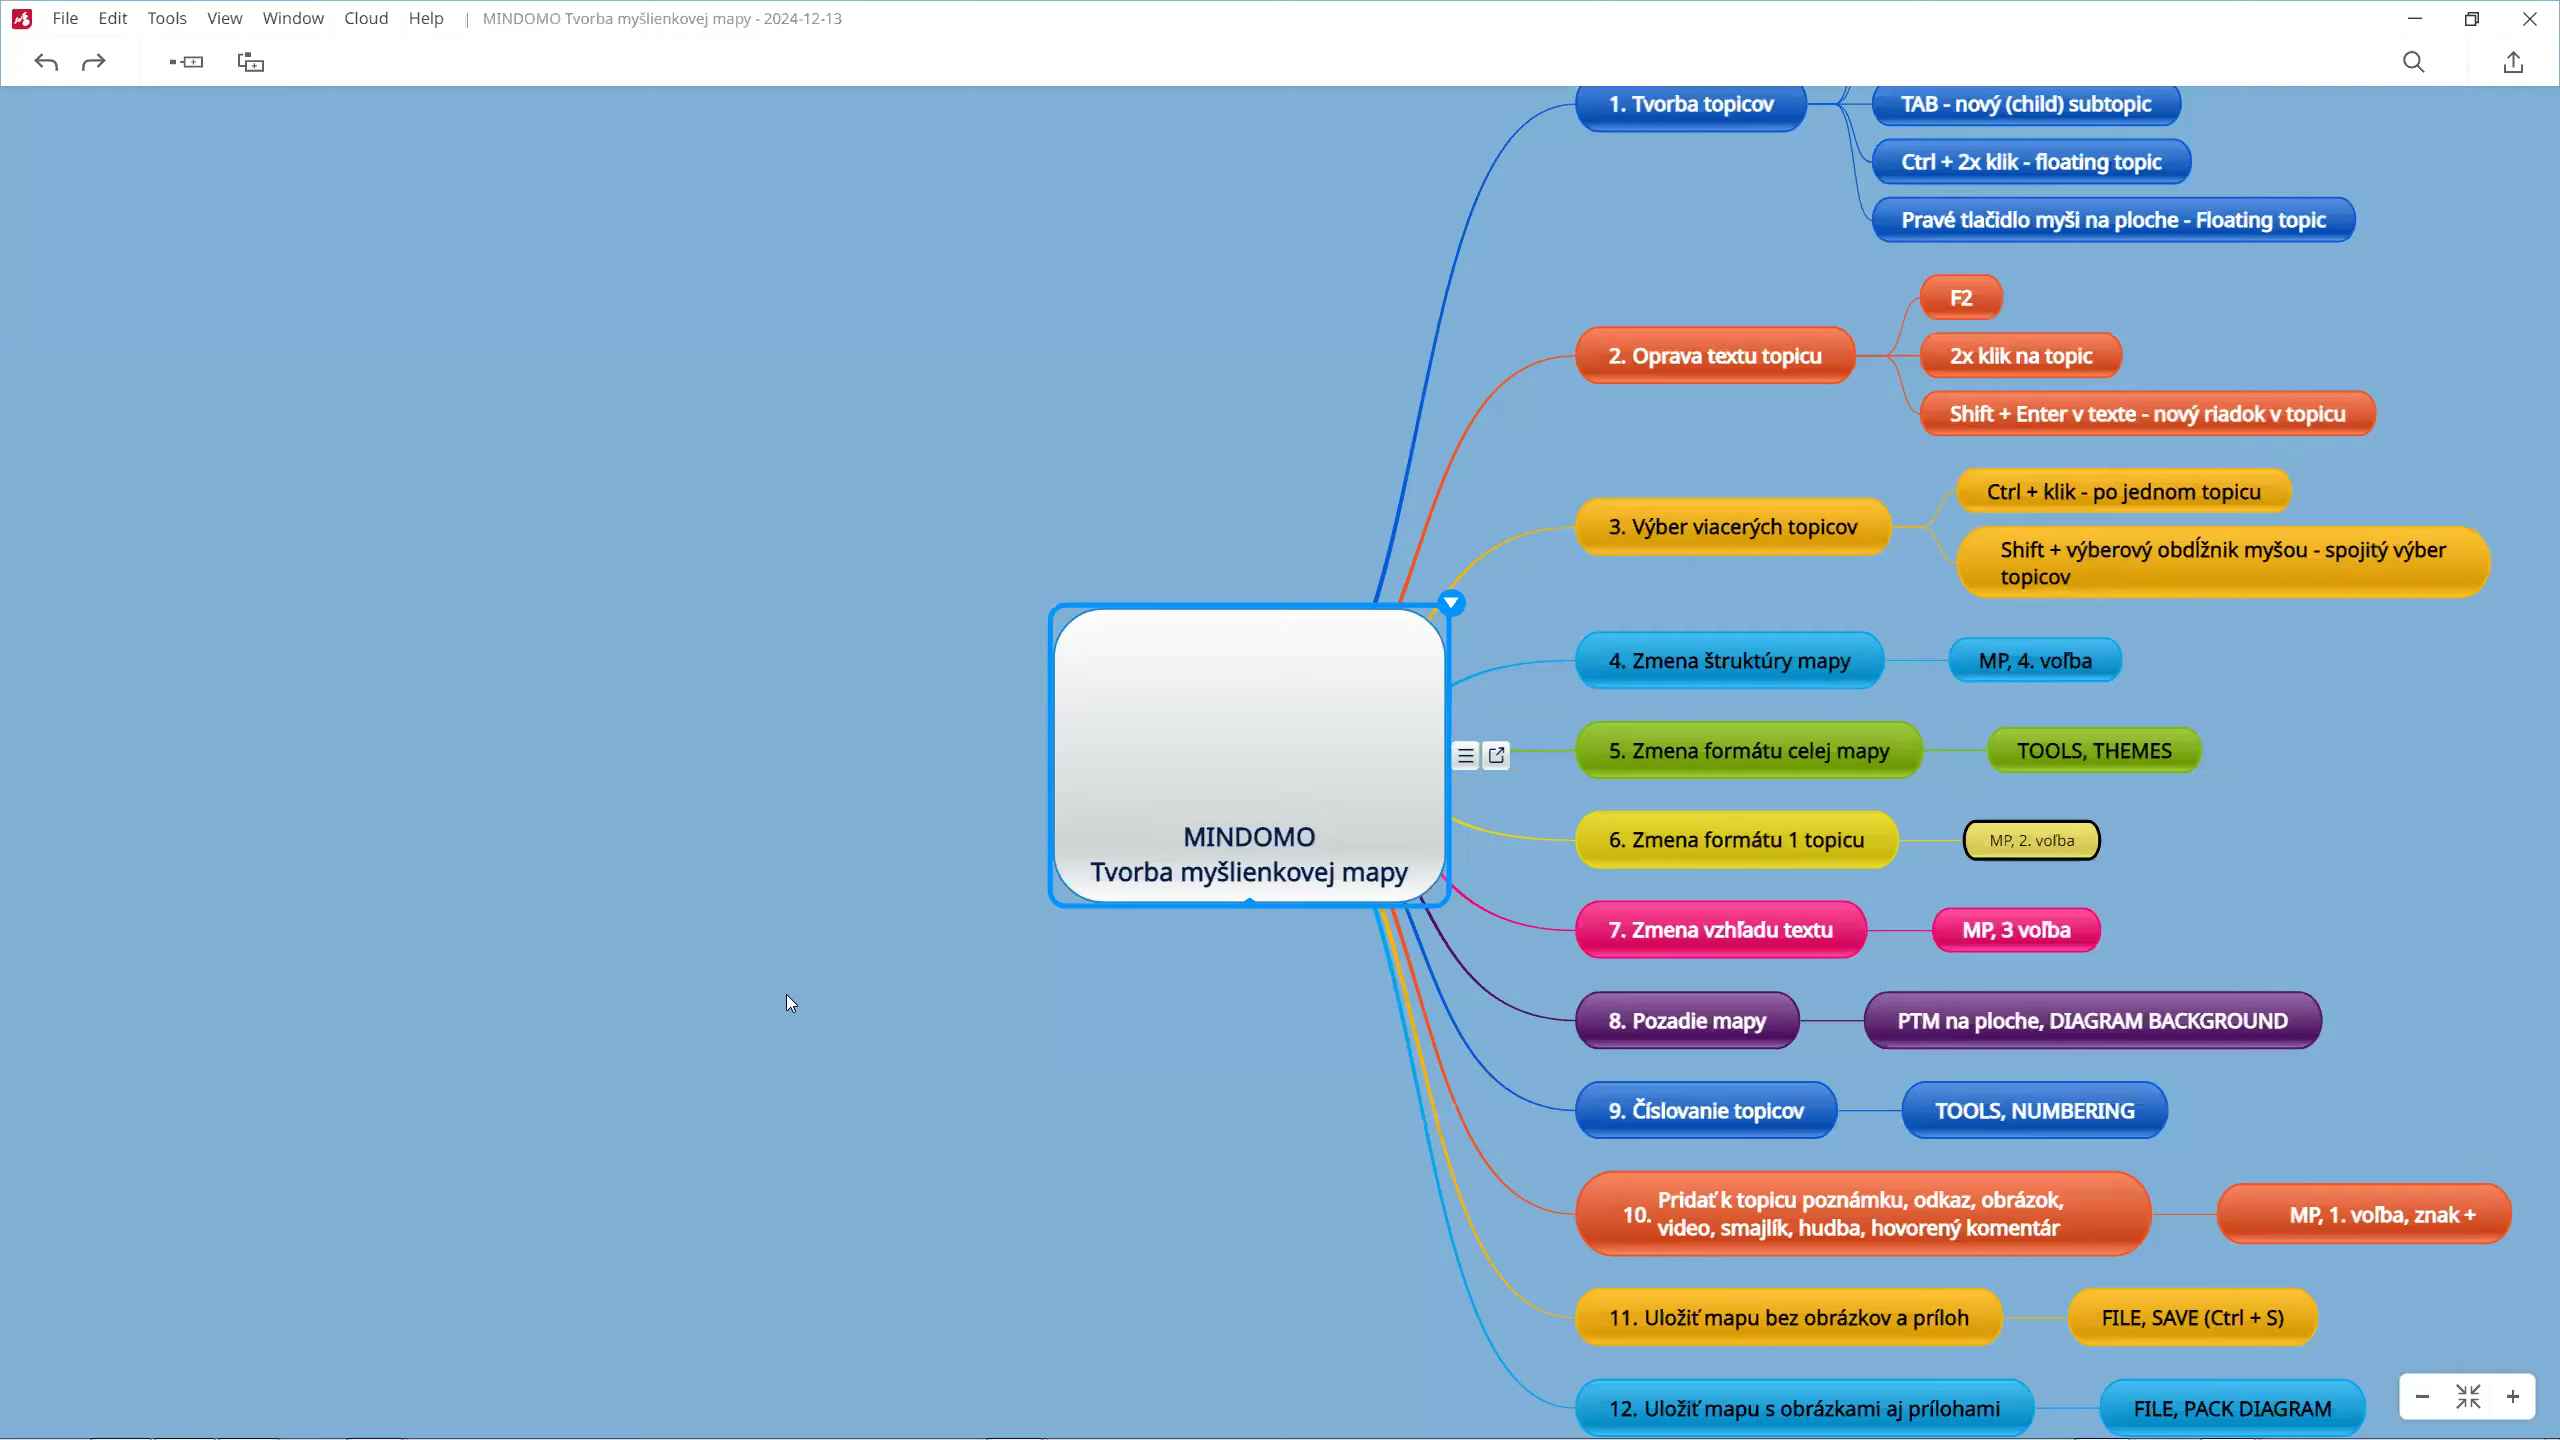 File Edit Tools View Window Cloud Help | MINDOMO Tvorba myšlienkovej mapy - 2024-12-13
1. Tvorba topicov
TAB - nový (child) subtopic
Ctrl + 2x klik - floating topic
Pravé tlačidlo myši na ploche - Floating topic
2. Oprava textu topicu
F2
2x klik na topic
Shift + Enter v texte - nový riadok v topicu
3. Výber viacerých topicov
Ctrl + klik - po jednom topicu
Shift + výberový obdĺžnik myšou - spojitý výber
topicov
4. Zmena štruktúry mapy
MP, 4. voľba
5. Zmena formátu celej mapy
TOOLS, THEMES
MINDOMO
Tvorba myšlienkovej mapy
6. Zmena formátu 1 topicu
MP, 2. voľba
7. Zmena vzhľadu textu
MP, 3 voľba
8. Pozadie mapy
PTM na ploche, DIAGRAM BACKGROUND
9. Číslovanie topicov
TOOLS, NUMBERING
10. Pridať k topicu poznámku, odkaz, obrázok,
video, smajlík, hudba, hovorený komentár
MP, 1. voľba, znak +
11. Uložiť mapu bez obrázkov a príloh
FILE, SAVE (Ctrl + S)
12. Uložiť mapu s obrázkami aj prílohami
FILE, PACK DIAGRAM